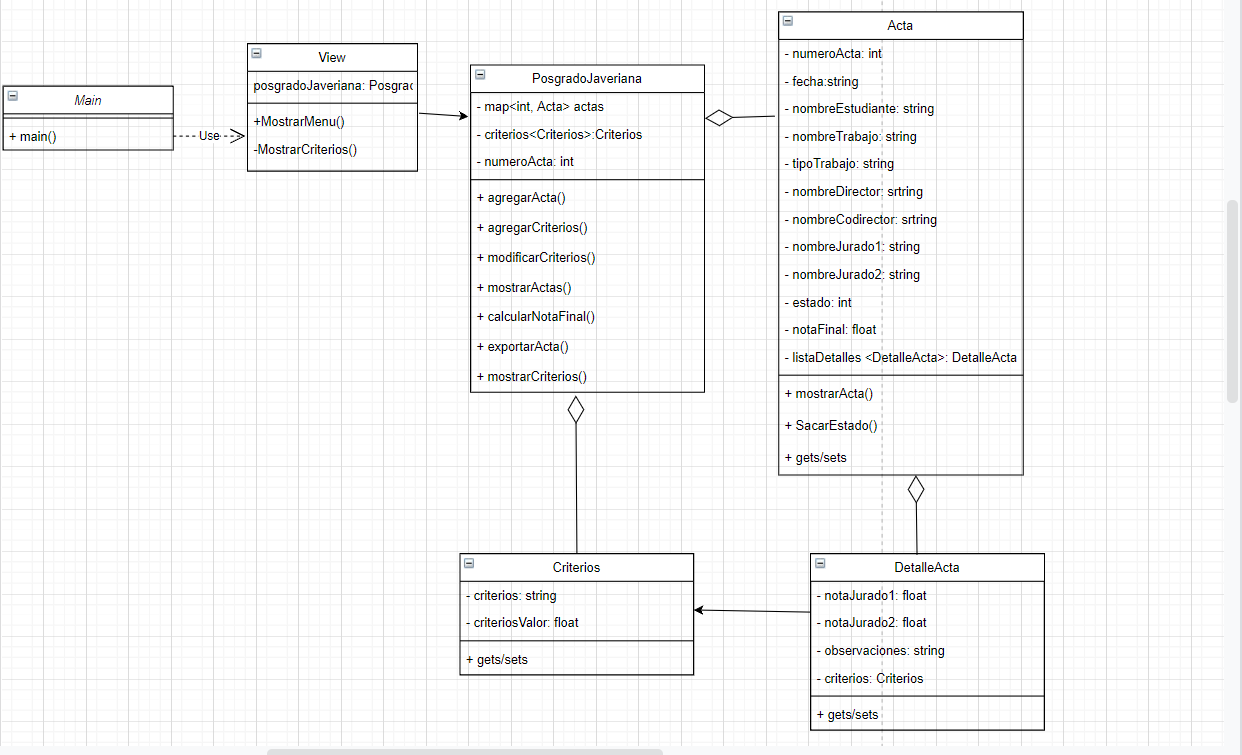 Main
+ main()
Use
View
posgradoJaveriana: Posgrac
+MostrarMenu()
-MostrarCriterios()
PosgradoJaveriana
- map<int, Acta> actas
- criterios<Criterios>:Criterios
- numeroActa: int
+ agregarActa()
+ agregarCriterios()
+ modificarCriterios()
+ mostrarActas()
+ calcularNotaFinal()
+ exportarActa()
+ mostrarCriterios()
Acta
- numeroActa: int
- fecha:string
- nombreEstudiante: string
- nombreTrabajo: string
- tipoTrabajo: string
- nombreDirector: srtring
- nombreCodirector: srtring
- nombreJurado1: string
- nombreJurado2: string
- estado: int
- notaFinal: float
- listaDetalles <DetalleActa>: DetalleActa
+ mostrarActa()
+ SacarEstado()
+ gets/sets
Criterios
- criterios: string
- criteriosValor: float
+ gets/sets
DetalleActa
- notaJurado1: float
- notaJurado2: float
- observaciones: string
- criterios: Criterios
+ gets/sets